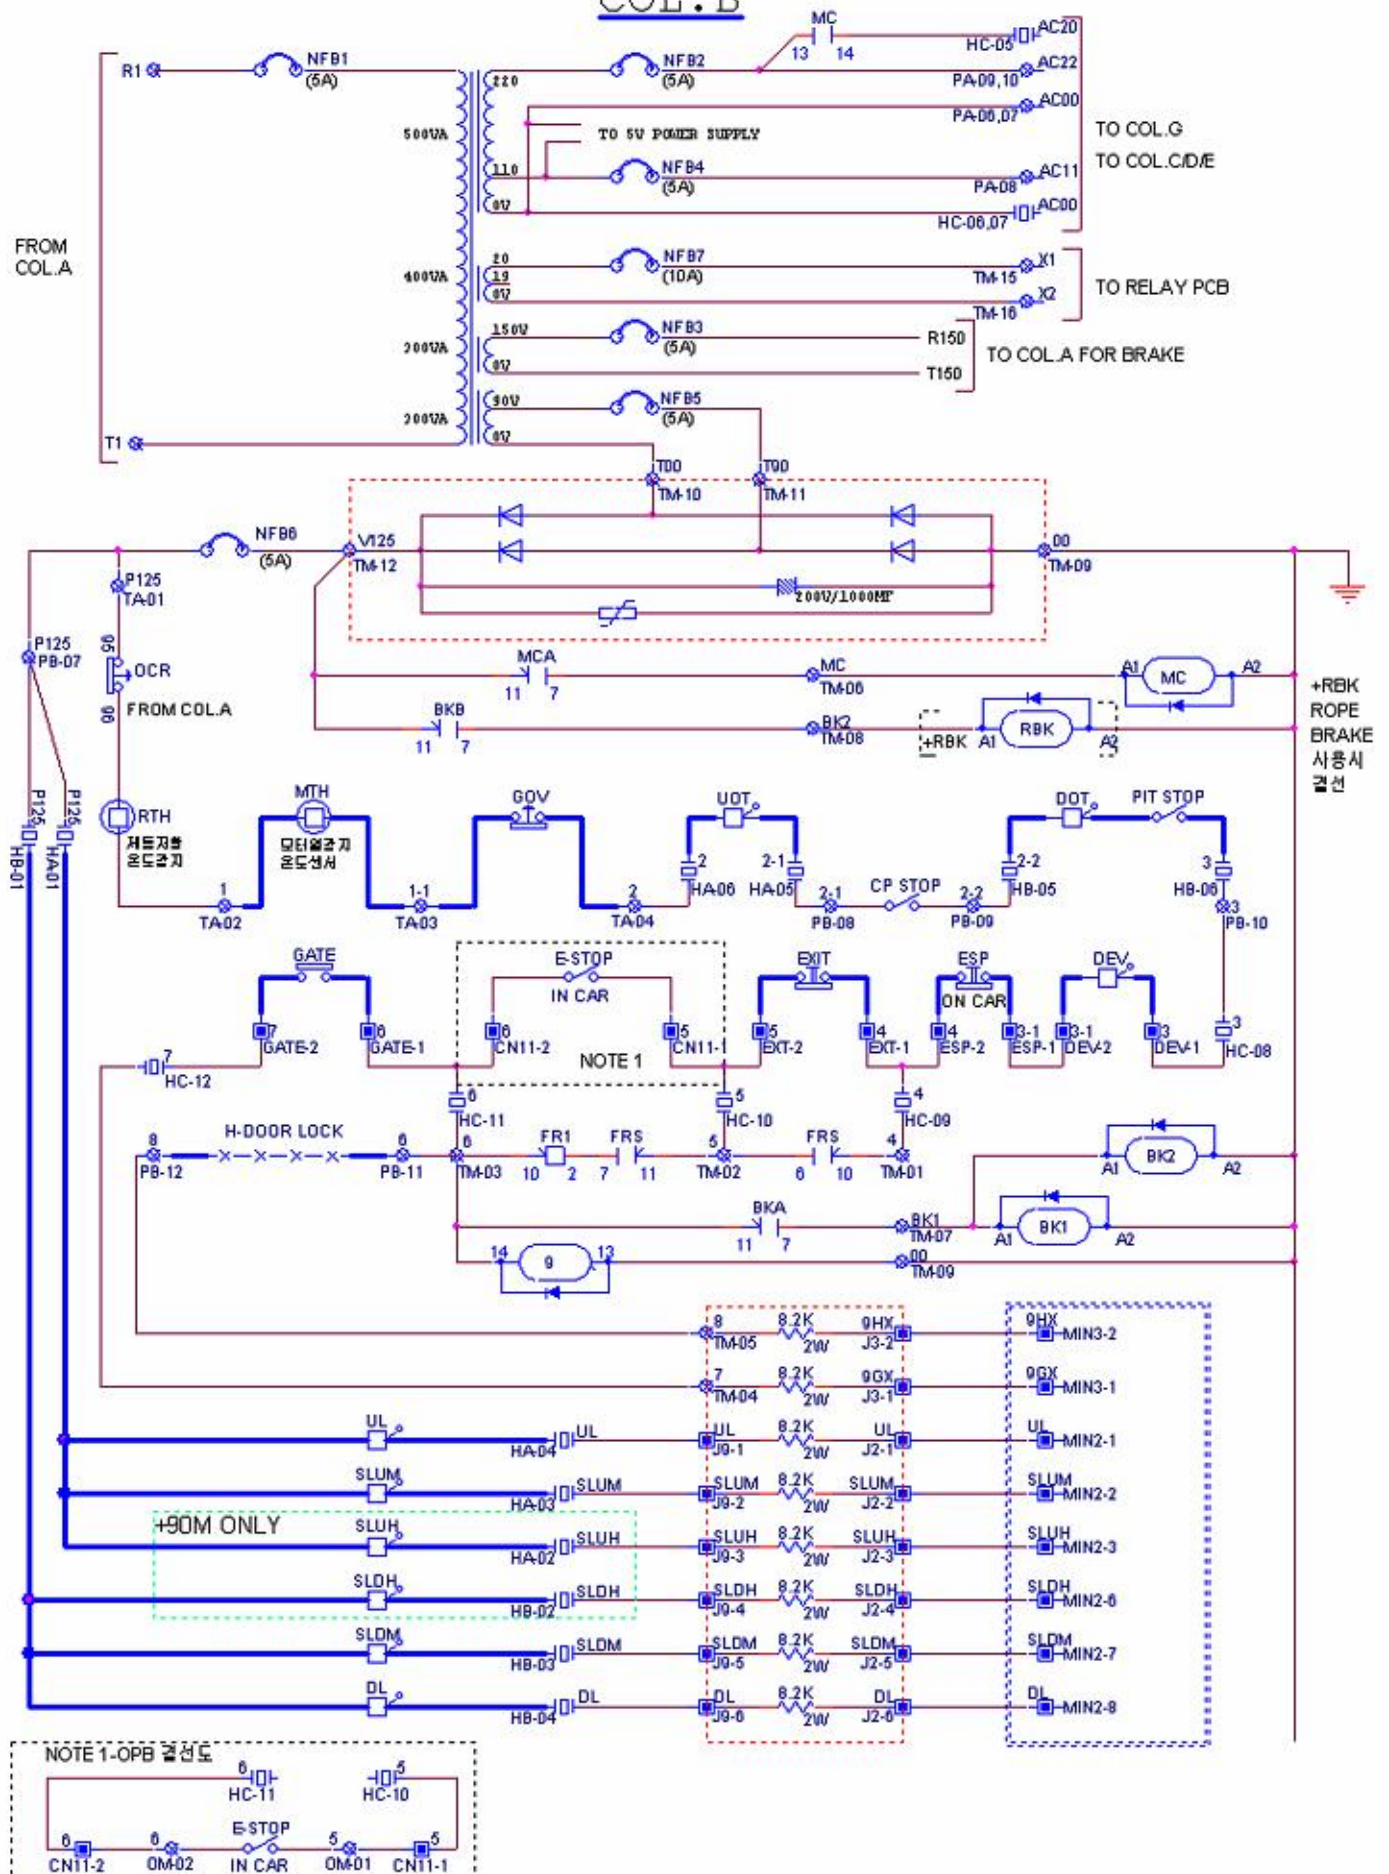 COL.B
MC
13 14
HC-05
AC20
R1
NFB1
(5A)
220
NFB2
(5A)
PA-09,10
AC22
PA-06,07
AC00
500VA
TO 5V POWER SUPPLY
TO COL.G
TO COL.C/D/E
110
NFB4
(5A)
PA-08
AC11
0V
HC-06,07
AC00
FROM
COL.A
400VA
20
19
0V
NFB7
(10A)
TM-15
X1
TM-16
X2
TO RELAY PCB
200VA
150V
0V
NFB3
(5A)
R150
T150
TO COL.A FOR BRAKE
200VA
90V
0V
NFB5
(5A)
T1
T00
TM-10
T90
TM-11
NFB6
(5A)
V125
TM-12
00
TM-09
200V/1000MF
P125
TA-01
P125
PB-07
95
OCR
96
FROM COL.A
MCA
11 7
MC
TM-06
A1 MC A2
BKB
11 7
BK2
TM-08
+RBK
A1 RBK A2
+RBK
ROPE
BRAKE
사용시
결선
P125
HB-01
P125
HA-01
RTH
제동저항
온도감지
MTH
모터열감지
온도센서
GOV
UOT
DOT
PIT STOP
1
TA-02
1-1
TA-03
2
TA-04
2
HA-06
2-1
HA-05
2-1
PB-08
CP STOP
2-2
PB-09
2-2
HB-05
3
HB-06
3
PB-10
GATE
E-STOP
IN CAR
NOTE 1
EXIT
ESP
ON CAR
DEV
7
HC-12
7
GATE-2
6
GATE-1
6
CN11-2
5
CN11-1
5
EXT-2
4
EXT-1
4
ESP-2
3-1
ESP-1
3-1
DEV-2
3
DEV-1
3
HC-08
6
HC-11
5
HC-10
4
HC-09
8
PB-12
H-DOOR LOCK
6
PB-11
6
TM-03
FR1
10 2
FRS
7 11
5
TM-02
FRS
6 10
4
TM-01
A1 BK2 A2
BKA
11 7
BK1
TM-07
A1 BK1 A2
14 9 13
00
TM-09
8
TM-05
8.2K
2W
9HX
J3-2
9HX
MIN3-2
7
TM-04
8.2K
2W
9GX
J3-1
9GX
MIN3-1
UL
HA-04
UL
UL
J9-1
8.2K
2W
UL
J2-1
UL
MIN2-1
SLUM
HA-03
SLUM
SLUM
J9-2
8.2K
2W
SLUM
J2-2
SLUM
MIN2-2
+90M ONLY
SLUH
HA-02
SLUH
SLUH
J9-3
8.2K
2W
SLUH
J2-3
SLUH
MIN2-3
SLDH
HB-02
SLDH
SLDH
J9-4
8.2K
2W
SLDH
J2-4
SLDH
MIN2-6
SLDM
HB-03
SLDM
SLDM
J9-5
8.2K
2W
SLDM
J2-5
SLDM
MIN2-7
DL
HB-04
DL
DL
J9-6
8.2K
2W
DL
J2-6
DL
MIN2-8
NOTE 1-OPB 결선도
6
HC-11
5
HC-10
6
CN11-2
6
OM-02
E-STOP
IN CAR
5
OM-01
5
CN11-1